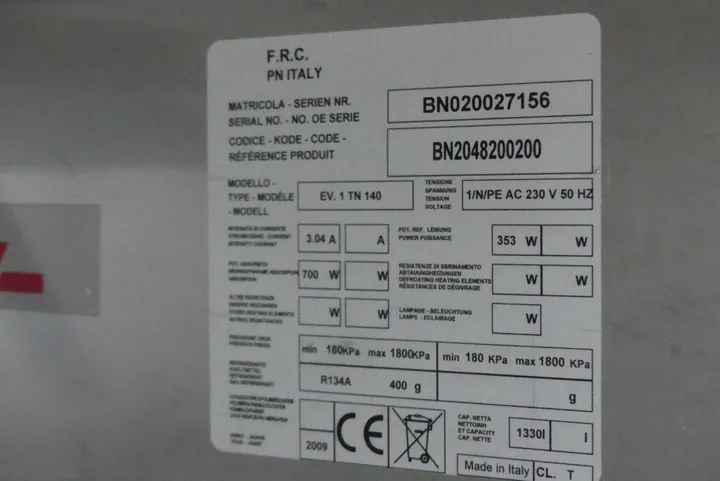 F.R.C.
PN ITALY
MATRICOLA - SERIEN NR.
SERIAL NO. - NO. OE SERIE
BN020027156
CODICE - KODE - CODE -
RÉFÉRENCE PRODUIT
BN2048200200
MODELLO -
TYPE - MODÈLE
- MODELL
EV. 1 TN 140
TENSIONE
SPANNUNG
TENSION
VOLTAGE
1/N/PE AC 230 V 50 HZ
3.04 A
A
POT. REF. LEISUNG
POWER PUISSANCE
353 W
W
700 W
W
RESISTENZE DI SBRINAMENTO
ABTAUUNGHEIZUNGEN
DEFROSTING HEATING ELEMENTS
RÉSISTANCES DE DÉGIVRAGE
W
W
W
W
LAMPADE - BELEUCHTUNG
LAMPS - ECLAIRAGE
W
min 180KPa max 1800KPa
min 180 KPa max 1800 KPa
R134A 400 g
g
2009
CE
CAP. NETTA
NETTOINH
ET CAPACITY
CAP. NETTE
1330l
l
Made in Italy
CL. T